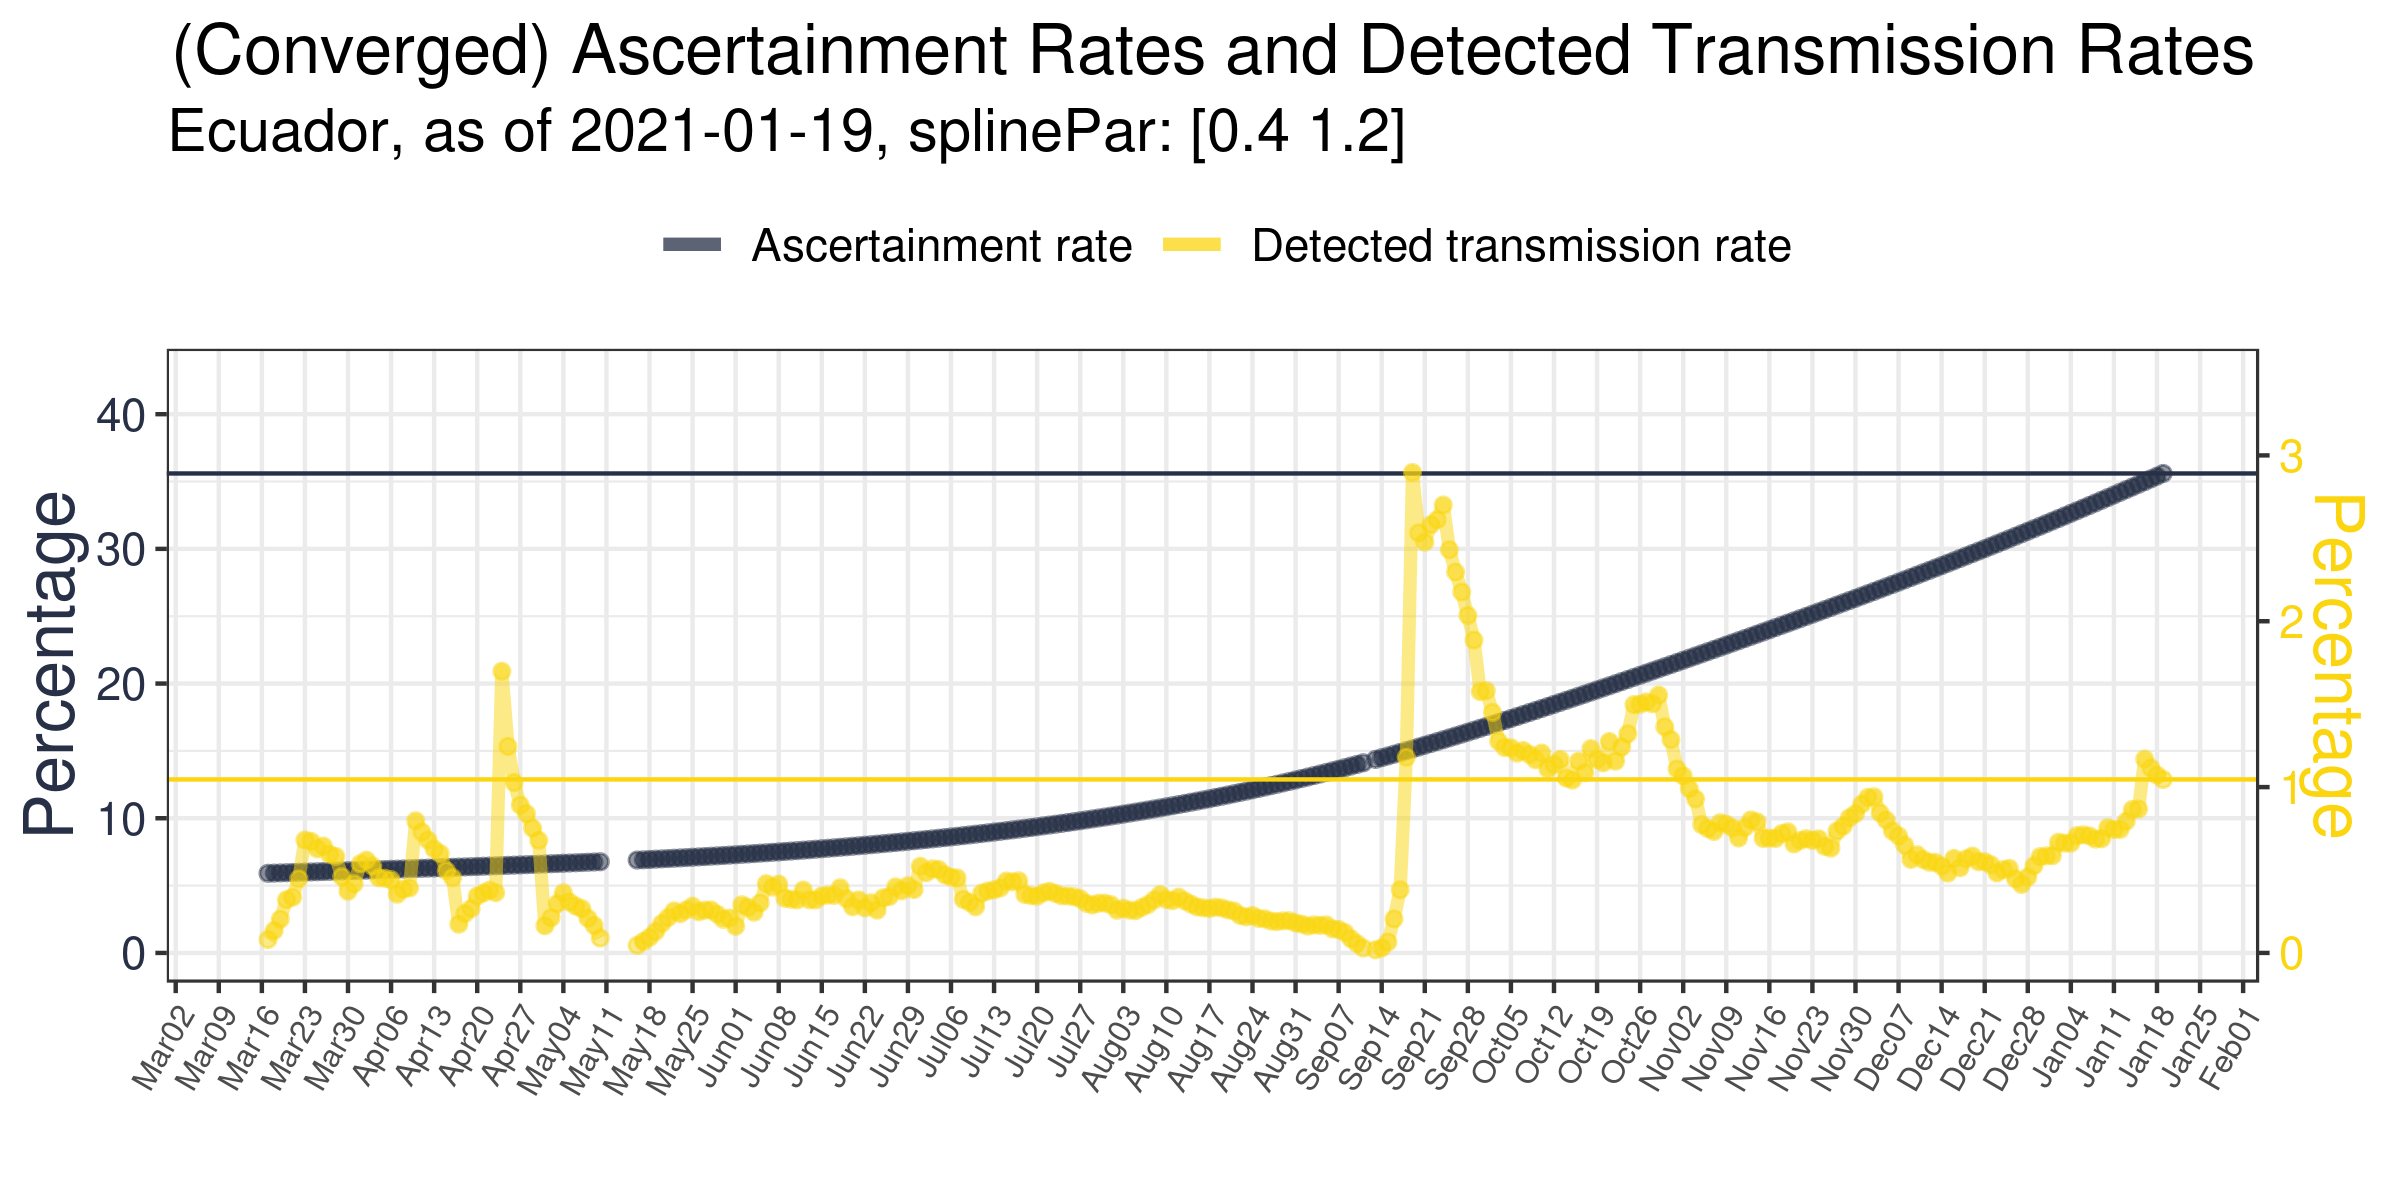 (Converged) Ascertainment Rates and Detected Transmission Rates
Ecuador, as of 2021-01-19, splinePar: [0.4 1.2]
Ascertainment rate Detected transmission rate
Percentage
40
30
20
10
0
3
2
1
0
Percentage
Mar02 Mar09 Mar16 Mar23 Mar30 Apr06 Apr13 Apr20 Apr27 May04 May11 May18 May25 Jun01 Jun08 Jun15 Jun22 Jun29 Jul06 Jul13 Jul20 Jul27 Aug03 Aug10 Aug17 Aug24 Aug31 Sep07 Sep14 Sep21 Sep28 Oct05 Oct12 Oct19 Oct26 Nov02 Nov09 Nov16 Nov23 Nov30 Dec07 Dec14 Dec21 Dec28 Jan04 Jan11 Jan18 Jan25 Feb01